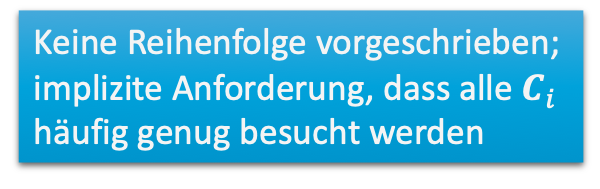 Keine Reihenfolge vorgeschrieben;
implizite Anforderung, dass alle 𝑪ᵢ
häufig genug besucht werden